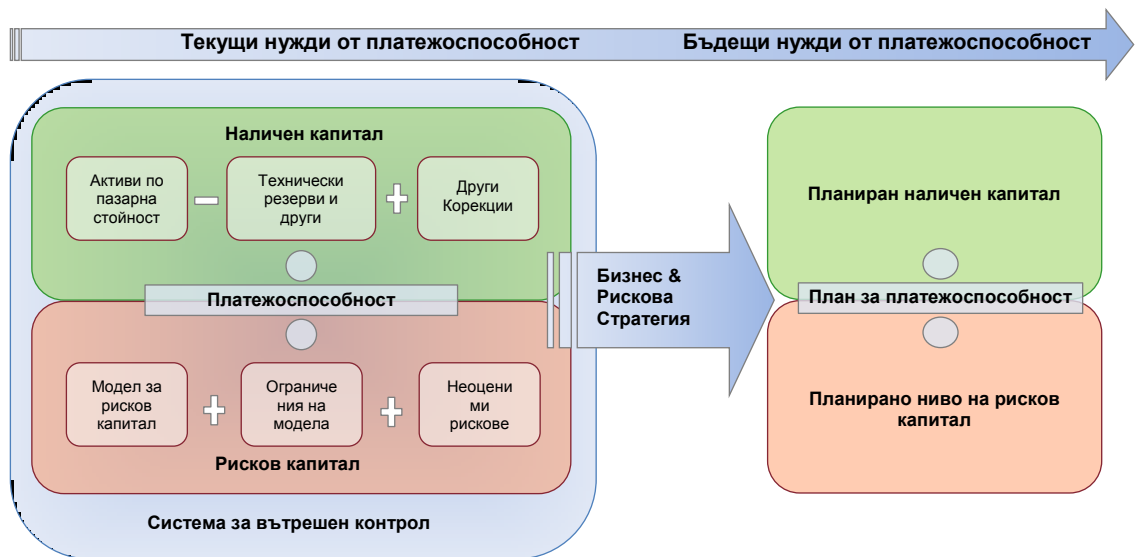 Текущи нужди от платежоспособност
Бъдещи нужди от платежоспособност
Наличен капитал
Активи по
пазарна
стойност
Технически
резерви и
други
Други
Корекции
Платежоспособност
Модел за
рисков
капитал
Ограниче
ния на
модела
Неоцени
ми
рискове
Рисков капитал
Система за вътрешен контрол
Бизнес &
Рискова
Стратегия
Планиран наличен капитал
План за платежоспособност
Планирано ниво на рисков
капитал